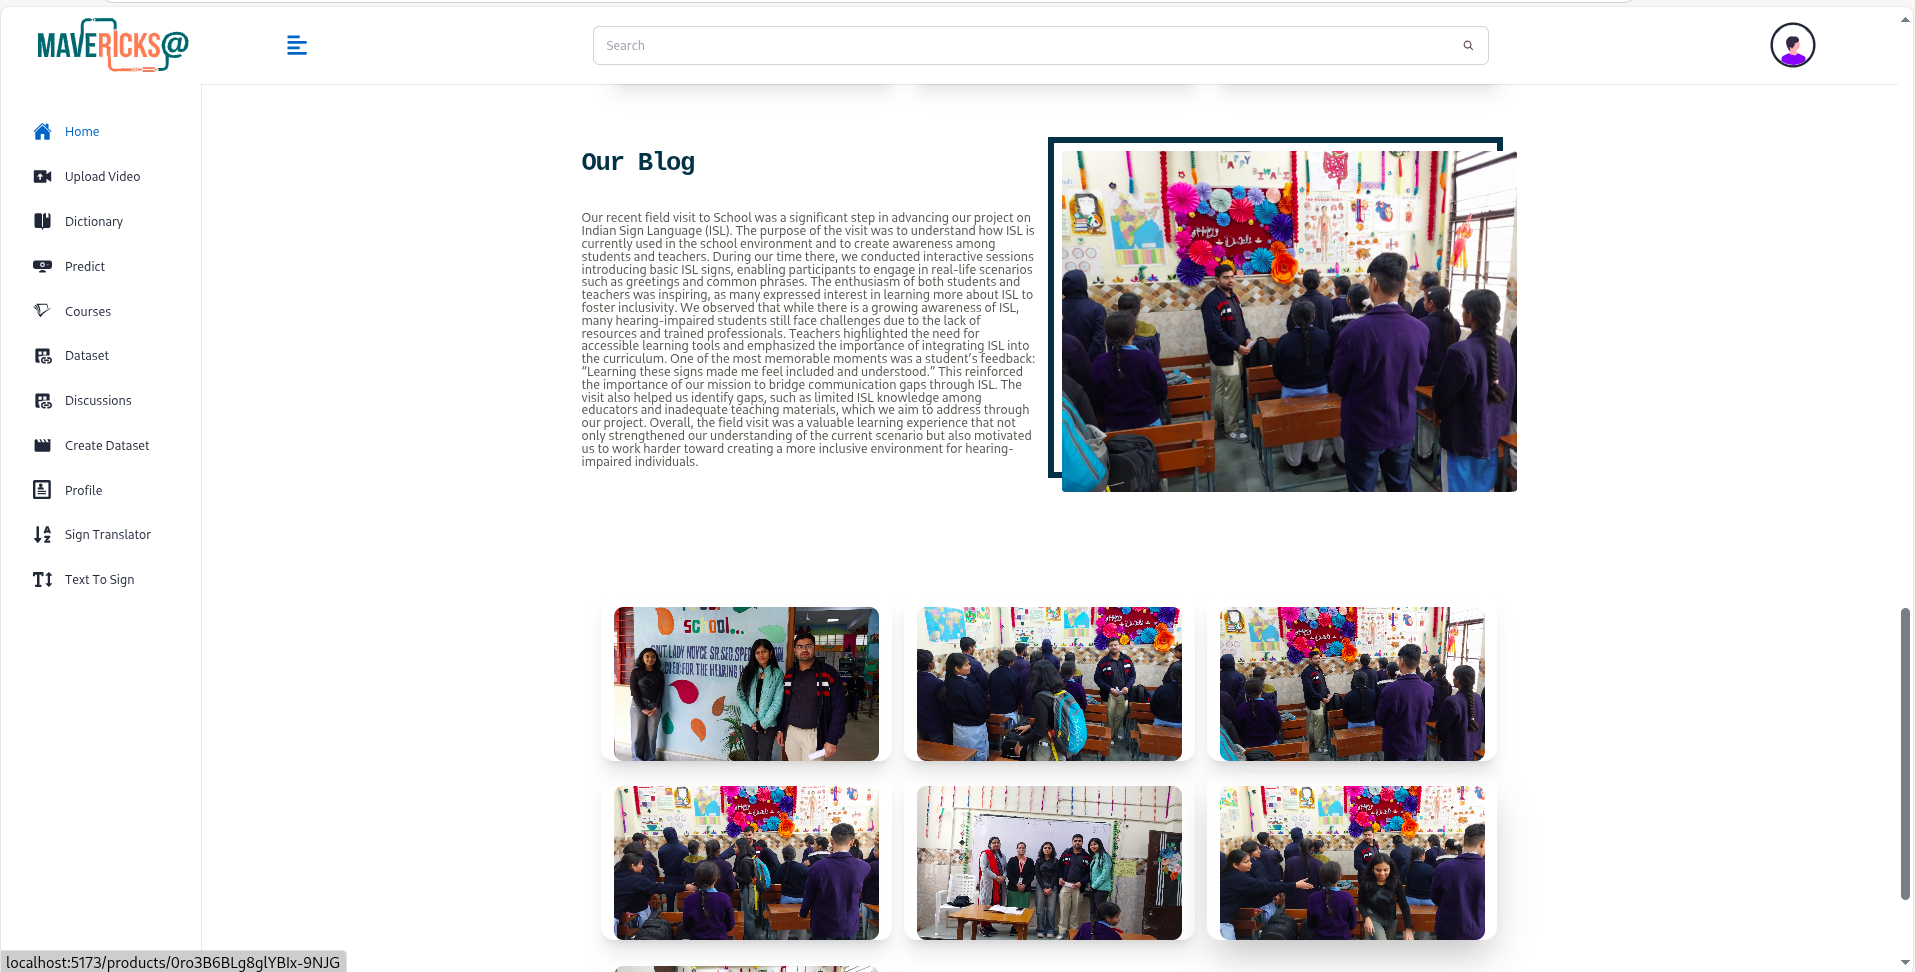 MAVERICKS@
Search
Home
Upload Video
Dictionary
Predict
Courses
Dataset
Discussions
Create Dataset
Profile
Sign Translator
Text To Sign
Our Blog
Our recent field visit to School was a significant step in advancing our project on
Indian Sign Language (ISL). The purpose of the visit was to understand how ISL is
currently used in the school environment and to create awareness among
students and teachers. During our time there, we conducted interactive sessions
introducing basic ISL signs, enabling participants to engage in real-life scenarios
such as greetings and common phrases. The enthusiasm of both students and
teachers was inspiring, as many expressed interest in learning more about ISL to
foster inclusivity. We observed that while there is a growing awareness of ISL,
many hearing-impaired students still face challenges due to the lack of
resources and trained professionals. Teachers highlighted the need for
accessible learning tools and emphasized the importance of integrating ISL into
the curriculum. One of the most memorable moments was a student's feedback:
"Learning these signs made me feel included and understood." This reinforced
the importance of our mission to bridge communication gaps through ISL. The
visit also helped us identify gaps, such as limited ISL knowledge among
educators and inadequate teaching materials, which we aim to address through
our project. Overall, the field visit was a valuable learning experience that not
only strengthened our understanding of the current scenario but also motivated
us to work harder toward creating a more inclusive environment for hearing-
impaired individuals.
HAPPY
DIWALI
Happy
Diwali
school...
LADY NOYCE SR.SEC.SPEC
FOR THE HEARING
localhost:5173/products/0ro3B6BLg8glYBIx-9NJG